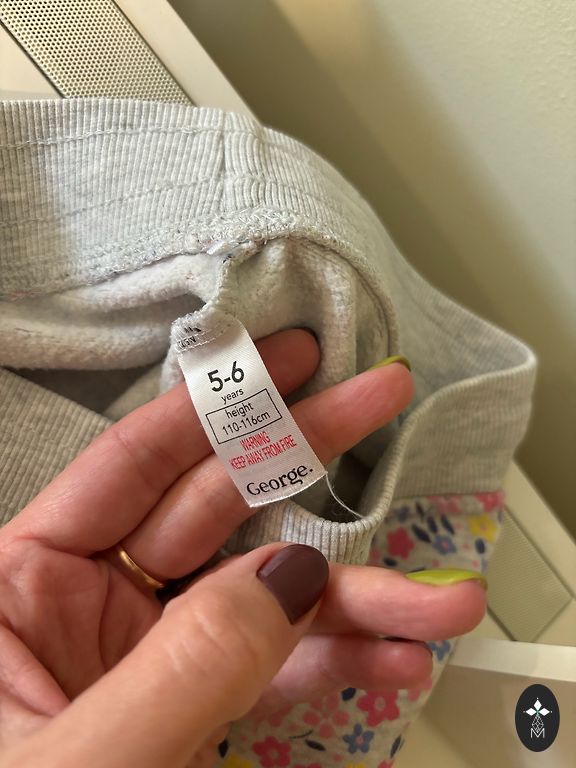 5-6
years
height
110-116cm
WARNING
KEEP AWAY FROM FIRE
George.